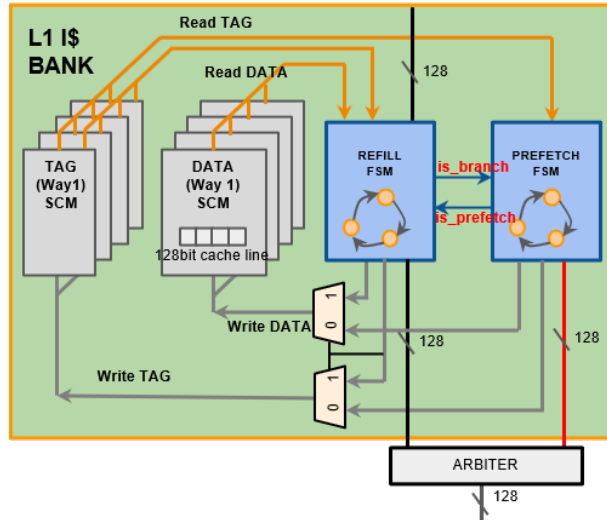 Read TAG
L1 I$
BANK
128
Read DATA
TAG
(Way1)
SCM
DATA
(Way 1)
SCM
128bit cache line
REFILL
FSM
is_branch
is_prefetch
PREFETCH
FSM
1
0
Write DATA
128
128
Write TAG
1
0
ARBITER
128